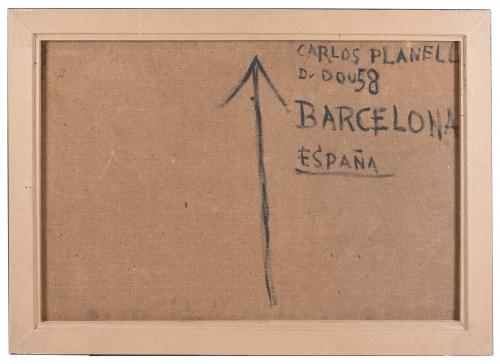 CARLOS PLANELL
D. DOU 58
BARCELONA
ESPAÑA